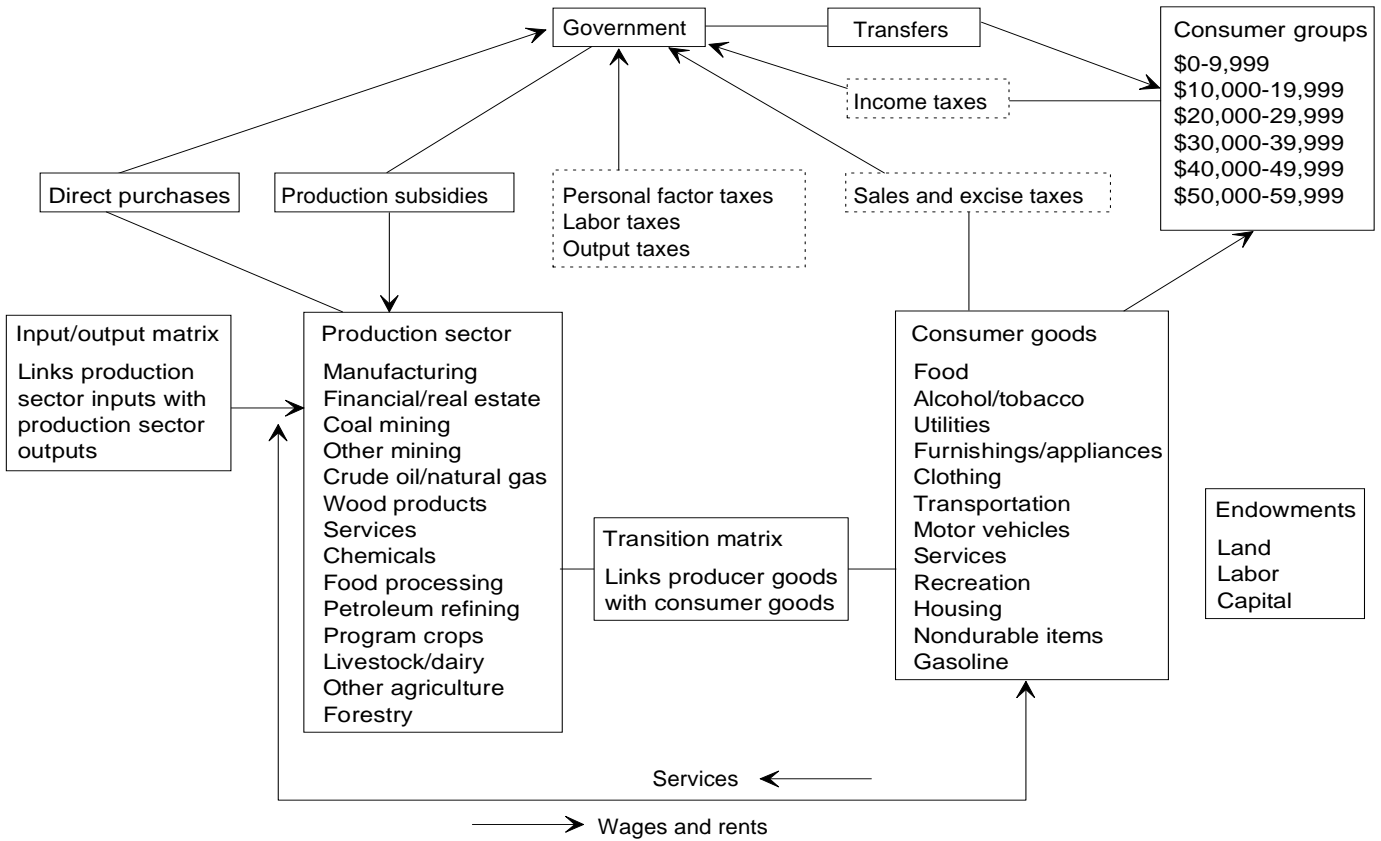 Government
Transfers
Consumer groups
$0-9,999
$10,000-19,999
$20,000-29,999
$30,000-39,999
$40,000-49,999
$50,000-59,999
Income taxes
Direct purchases
Production subsidies
Personal factor taxes
Labor taxes
Output taxes
Sales and excise taxes
Input/output matrix
Links production
sector inputs with
production sector
outputs
Production sector
Manufacturing
Financial/real estate
Coal mining
Other mining
Crude oil/natural gas
Wood products
Services
Chemicals
Food processing
Petroleum refining
Program crops
Livestock/dairy
Other agriculture
Forestry
Transition matrix
Links producer goods
with consumer goods
Consumer goods
Food
Alcohol/tobacco
Utilities
Furnishings/appliances
Clothing
Transportation
Motor vehicles
Services
Recreation
Housing
Nondurable items
Gasoline
Endowments
Land
Labor
Capital
Services
Wages and rents